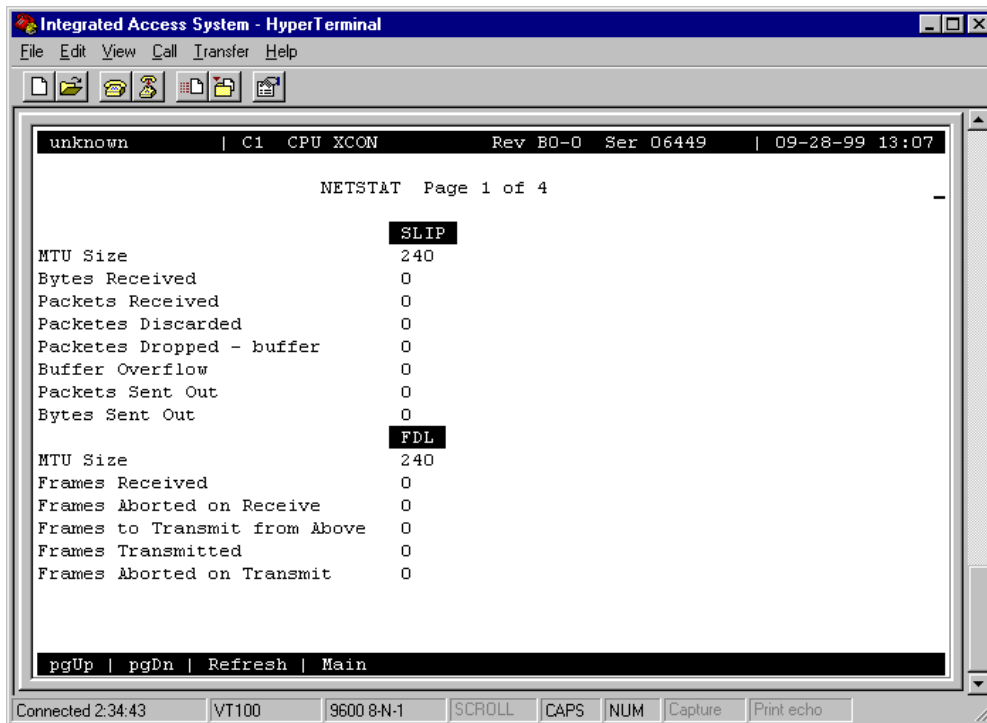 Integrated Access System - HyperTerminal
File Edit View Call Transfer Help
unknown | C1 CPU XCON Rev B0-0 Ser 06449 | 09-28-99 13:07
NETSTAT Page 1 of 4
SLIP
MTU Size 240
Bytes Received 0
Packets Received 0
Packetes Discarded 0
Packetes Dropped - buffer 0
Buffer Overflow 0
Packets Sent Out 0
Bytes Sent Out 0
FDL
MTU Size 240
Frames Received 0
Frames Aborted on Receive 0
Frames to Transmit from Above 0
Frames Transmitted 0
Frames Aborted on Transmit 0
pgUp | pgDn | Refresh | Main
Connected 2:34:43 VT100 9600 8-N-1 SCROLL CAPS NUM Capture Print echo